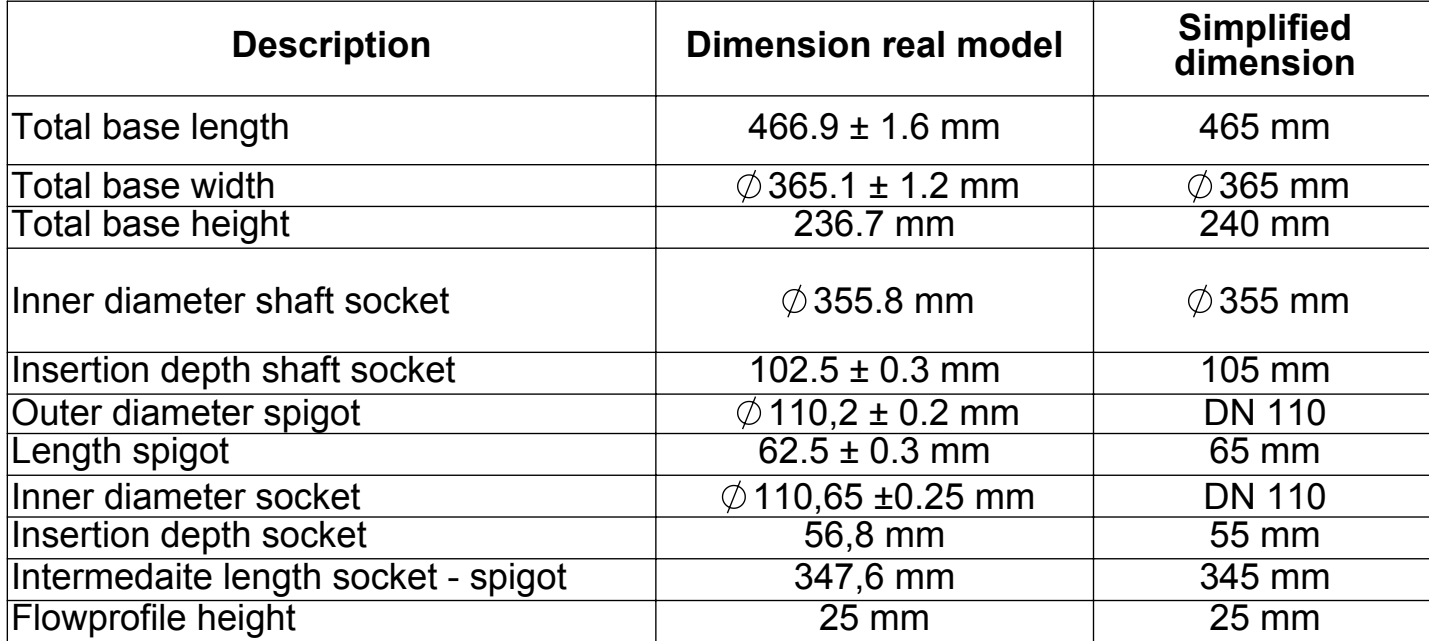 Description Dimension real model Simplified dimension
Total base length 466.9 ± 1.6 mm 465 mm
Total base width ∅365.1 ± 1.2 mm ∅365 mm
Total base height 236.7 mm 240 mm
Inner diameter shaft socket ∅355.8 mm ∅355 mm
Insertion depth shaft socket 102.5 ± 0.3 mm 105 mm
Outer diameter spigot ∅110,2 ± 0.2 mm DN 110
Length spigot 62.5 ± 0.3 mm 65 mm
Inner diameter socket ∅110,65 ±0.25 mm DN 110
Insertion depth socket 56,8 mm 55 mm
Intermedaite length socket - spigot 347,6 mm 345 mm
Flowprofile height 25 mm 25 mm